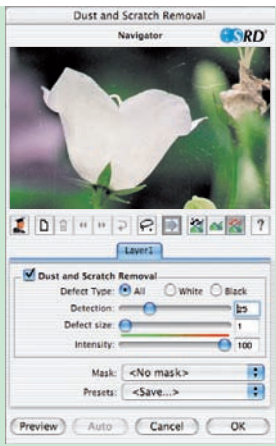 Dust and Scratch Removal
Navigator SRD
?
Layer1
Dust and Scratch Removal
Defect Type: All White Black
Detection: 25
Defect size: 1
Intensity: 100
Mask: <No mask>
Presets: <Save...>
Preview Auto Cancel OK